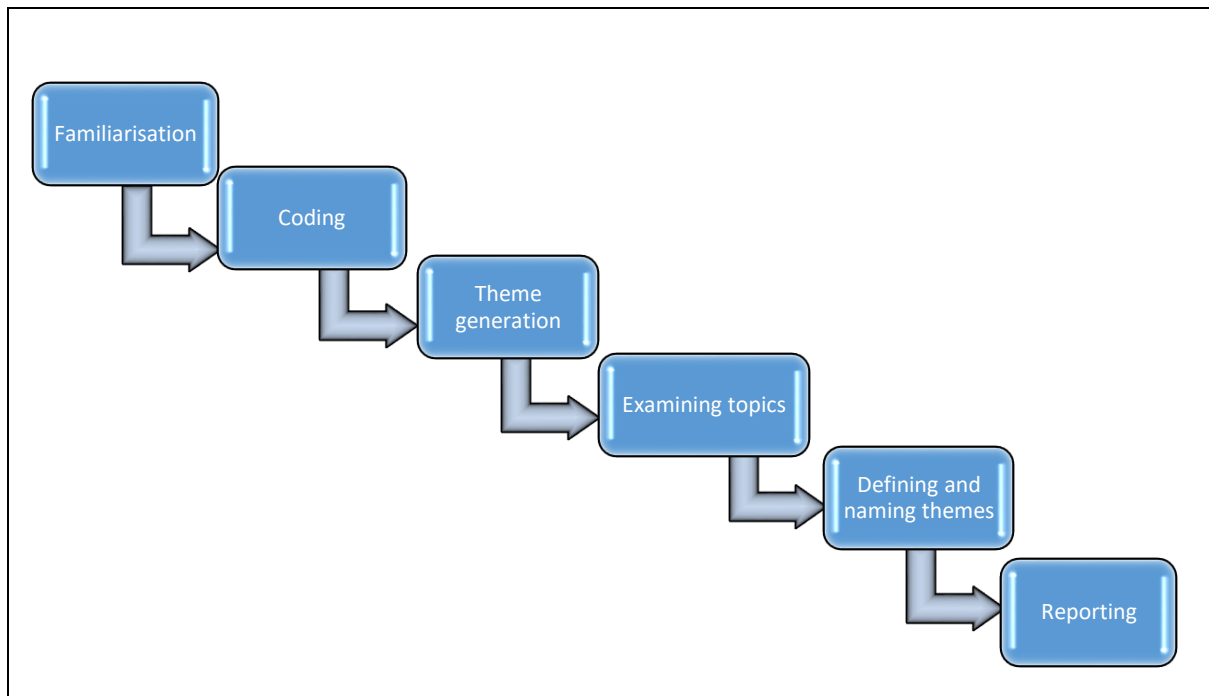 Familiarisation
Coding
Theme
generation
Examining topics
Defining and
naming themes
Reporting